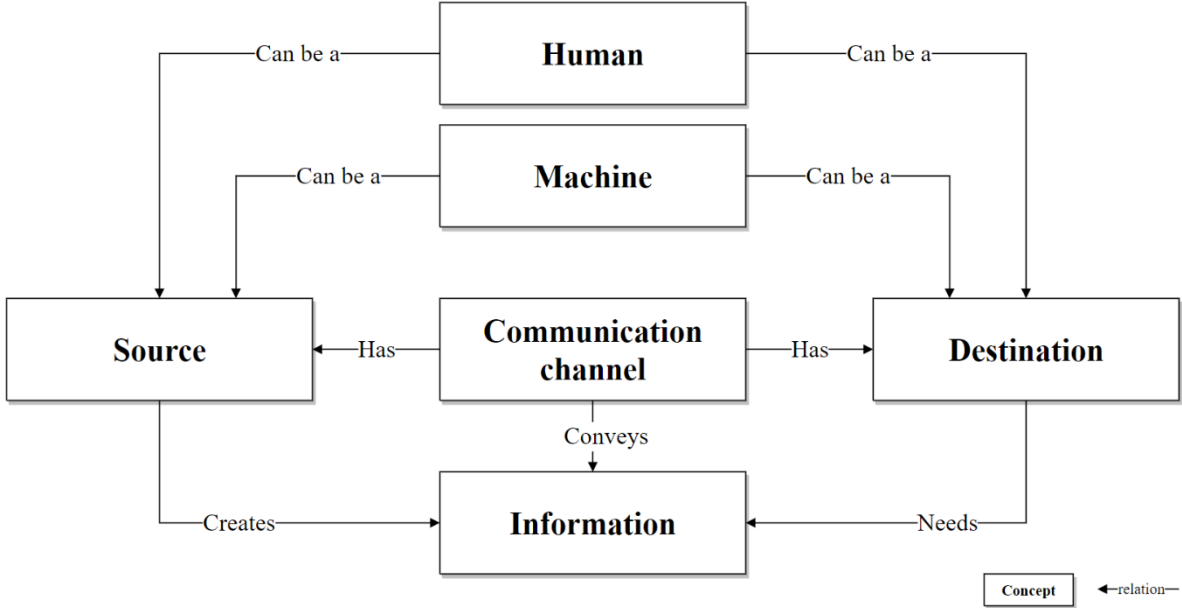 Can be a
Human
Can be a
Can be a
Machine
Can be a
Source
Has
Communication
channel
Has
Destination
Conveys
Creates
Information
Needs
Concept
relation